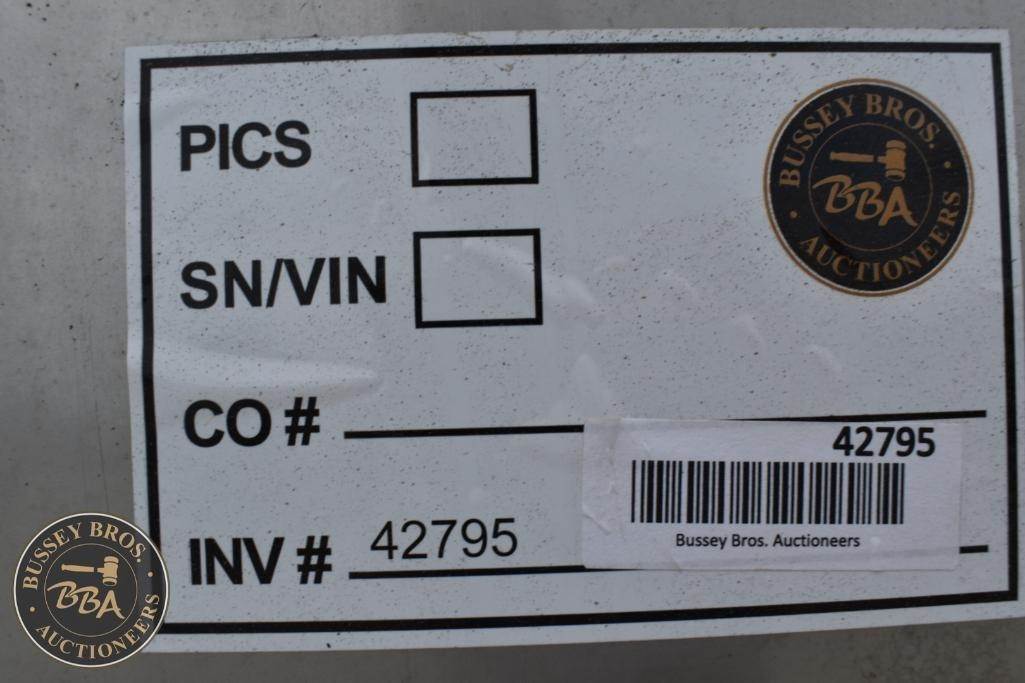 PICS
BUSSEY BROS.
BBA
AUCTIONEERS
SN/VIN
CO #
42795
Bussey Bros. Auctioneers
INV # 42795
BUSSEY BROS.
BBA
AUCTIONEERS